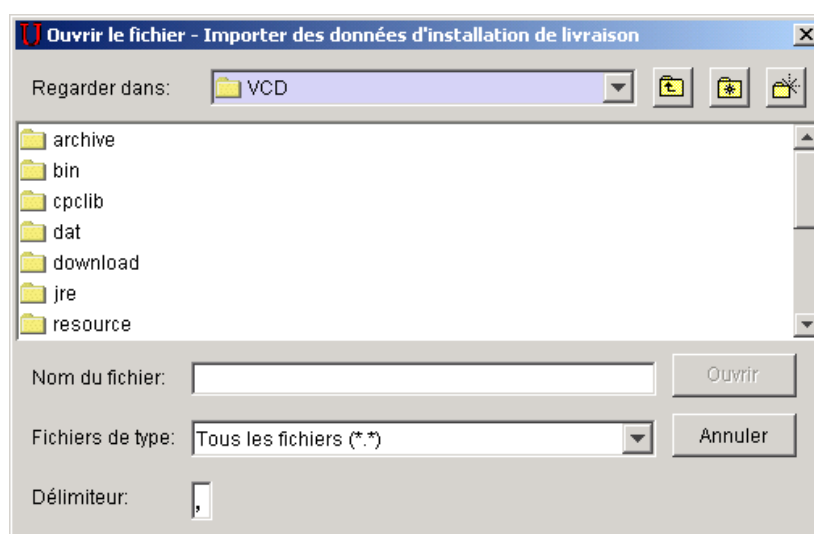 Ouvrir le fichier - Importer des données d'installation de livraison
Regarder dans: VCD
archive
bin
cpclib
dat
download
jre
resource
Nom du fichier: Ouvrir
Fichiers de type: Tous les fichiers (*.*) Annuler
Délimiteur: ,